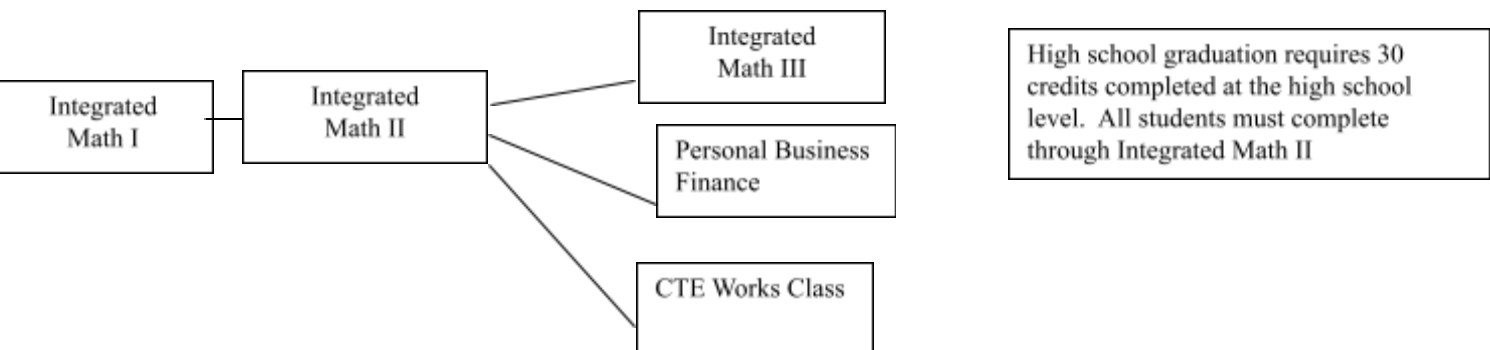 Integrated
Math I
Integrated
Math II
Integrated
Math III
Personal Business
Finance
CTE Works Class
High school graduation requires 30
credits completed at the high school
level.  All students must complete
through Integrated Math II